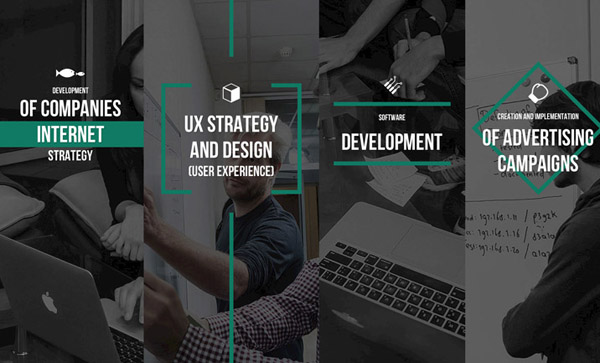 DEVELOPMENT
OF COMPANIES
INTERNET
STRATEGY
UX STRATEGY
AND DESIGN
(USER EXPERIENCE)
SOFTWARE
DEVELOPMENT
CREATION AND IMPLEMENTATION
OF ADVERTISING
CAMPAIGNS